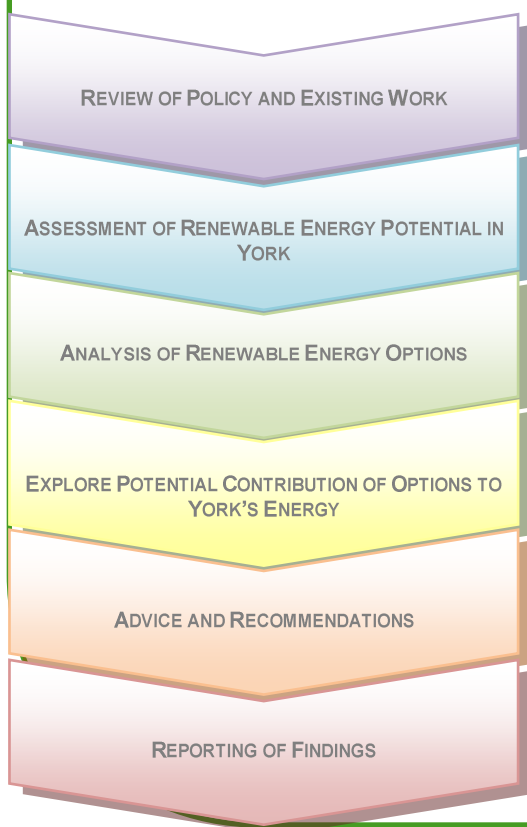 REVIEW OF POLICY AND EXISTING WORK
ASSESSMENT OF RENEWABLE ENERGY POTENTIAL IN
YORK
ANALYSIS OF RENEWABLE ENERGY OPTIONS
EXPLORE POTENTIAL CONTRIBUTION OF OPTIONS TO
YORK'S ENERGY
ADVICE AND RECOMMENDATIONS
REPORTING OF FINDINGS